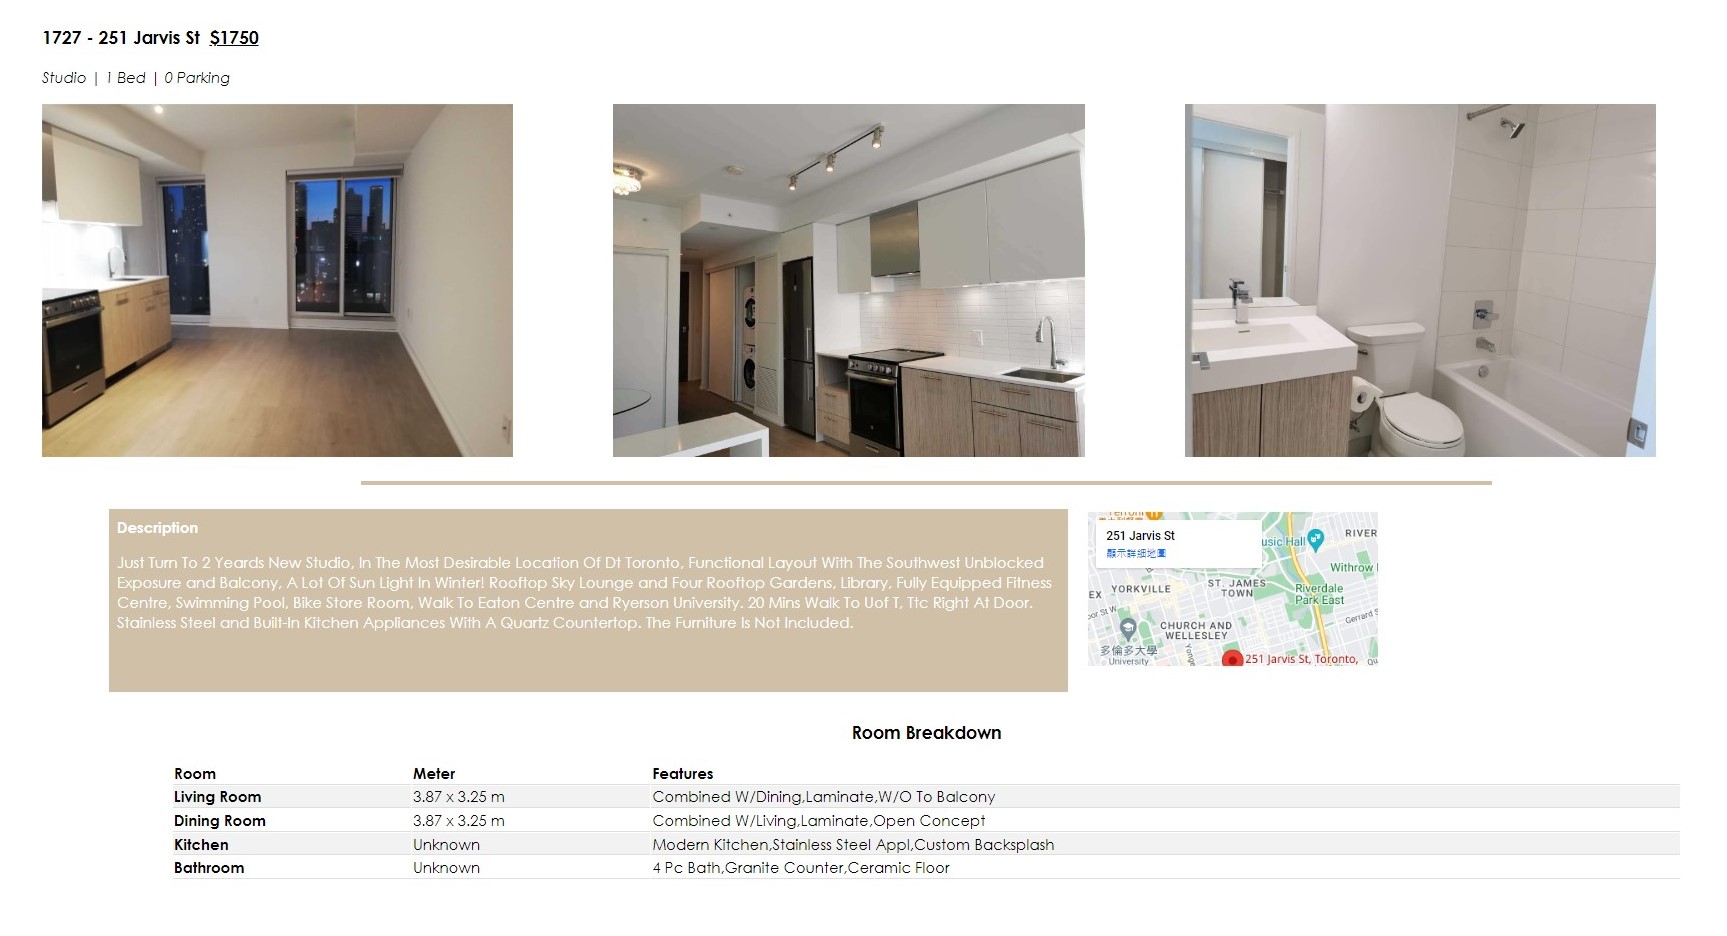 1727 - 251 Jarvis St $1750
Studio | 1 Bed | 0 Parking
Description
Just Turn To 2 Yeards New Studio, In The Most Desirable Location Of Dt Toronto, Functional Layout With The Southwest Unblocked
Exposure and Balcony, A Lot Of Sun Light In Winter! Rooftop Sky Lounge and Four Rooftop Gardens, Library, Fully Equipped Fitness
Centre, Swimming Pool, Bike Store Room, Walk To Eaton Centre and Ryerson University. 20 Mins Walk To Uof T, Ttc Right At Door.
Stainless Steel and Built-In Kitchen Appliances With A Quartz Countertop. The Furniture Is Not Included.
251 Jarvis St
顯示詳細地圖
usic Hall
RIVER
Withrow
YORKVILLE
ST. JAMES
TOWN
Riverdale
Park East
EX
or St W
Gerrard S
CHURCH AND
WELLESLEY
多倫多大學
University
Yonge
251 Jarvis St, Toronto,
Room Breakdown
Room Meter Features
Living Room 3.87 x 3.25 m Combined W/Dining,Laminate,W/O To Balcony
Dining Room 3.87 x 3.25 m Combined W/Living,Laminate,Open Concept
Kitchen Unknown Modern Kitchen,Stainless Steel Appl,Custom Backsplash
Bathroom Unknown 4 Pc Bath,Granite Counter,Ceramic Floor